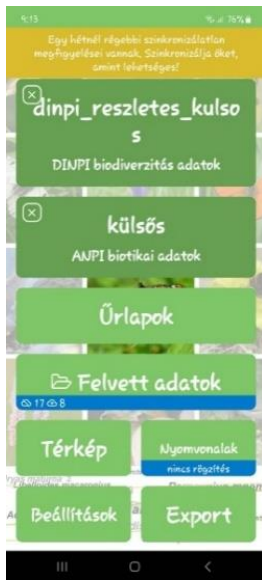 9:13
76%
Egy hétnél régebbi szinkronizálatlan
megfigyelései vannak. Szinkronizálja őket,
amint lehetséges!
dinpi_reszletes_kulso
s
DINPI biodiverzitás adatok
külsős
ANPI biotikai adatok
Űrlapok
Felvett adatok
17 8
Térkép
Nyomvonalak
nincs rögzítés
Beállítások
Export